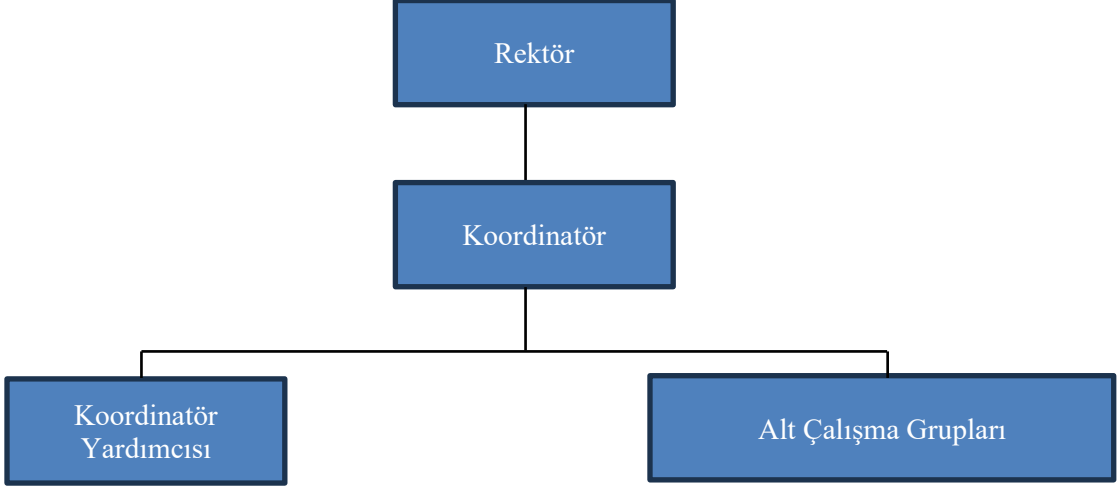 Rektör
Koordinatör
Koordinatör
Yardımcısı
Alt Çalışma Grupları